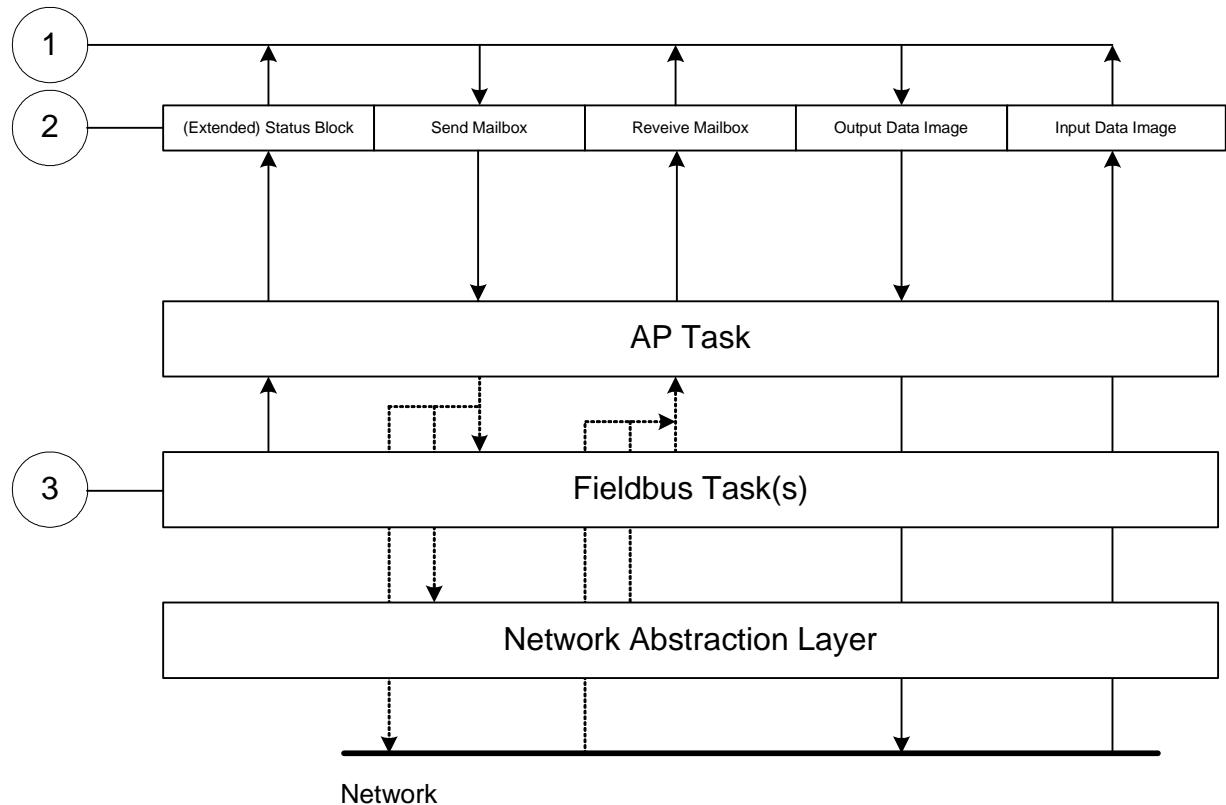 1
2
(Extended) Status Block
Send Mailbox
Reveive Mailbox
Output Data Image
Input Data Image
AP Task
3
Fieldbus Task(s)
Network Abstraction Layer
Network